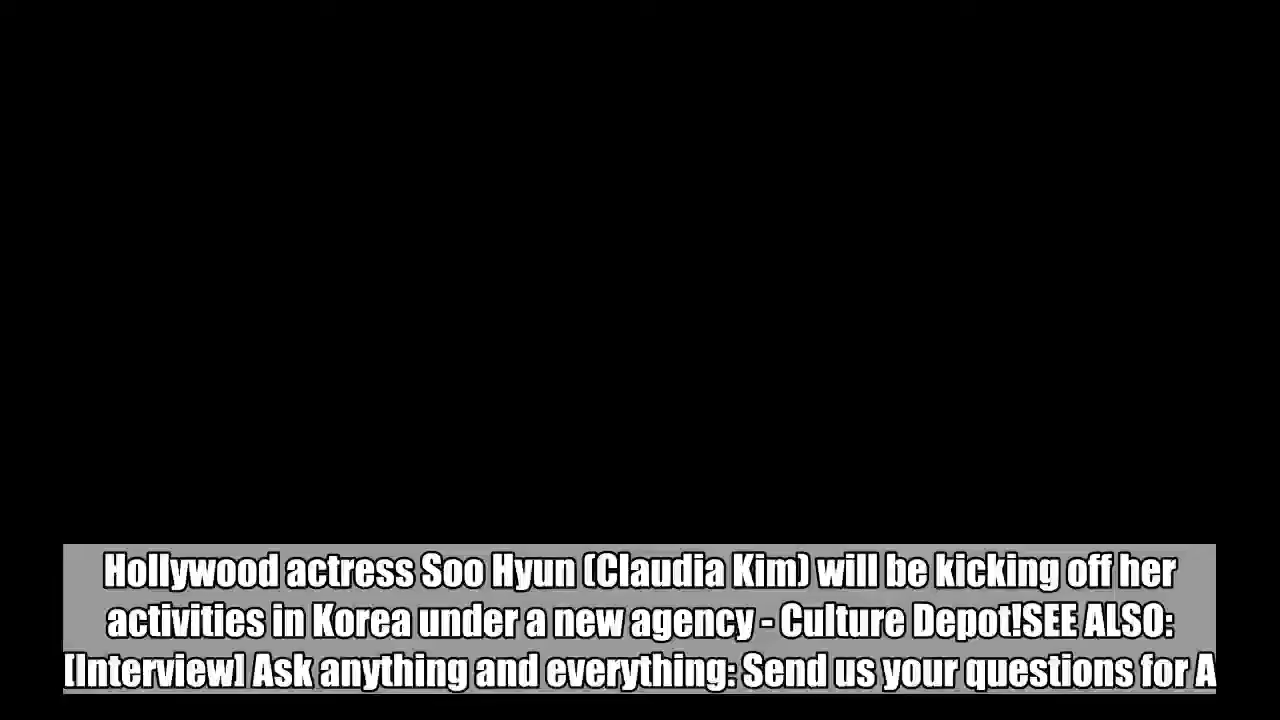 Hollywood actress Soo Hyun (Claudia Kim) will be kicking off her
activities in Korea under a new agency - Culture Depot!SEE ALSO:
[Interview] Ask anything and everything: Send us your questions for A